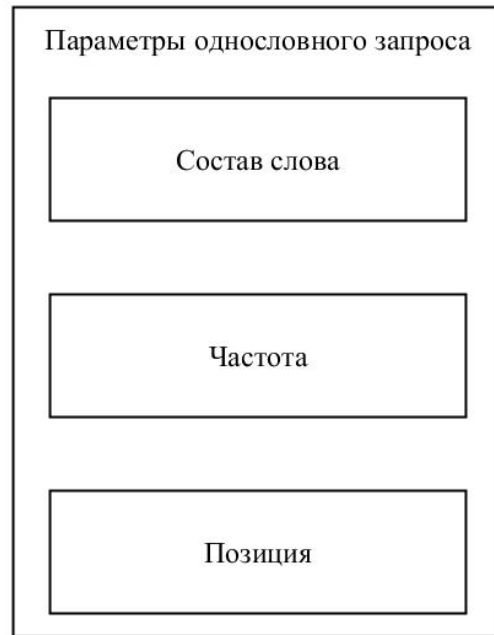 Параметры однословного запроса
Состав слова
Частота
Позиция